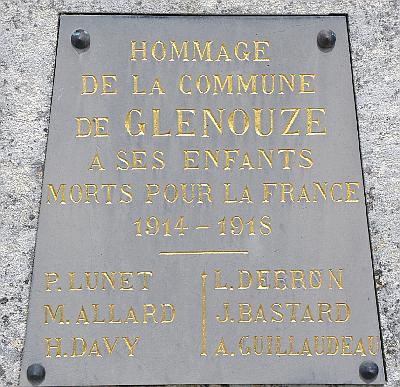 HOMMAGE
DE LA COMMUNE
DE GLENOUZE
A SES ENFANTS
MORTS POUR LA FRANCE
1914-1918
P. LUNET
M. ALLARD
H. DAVY
L. DEGRON
J. BASTARD
A. GUILLAUDEAU